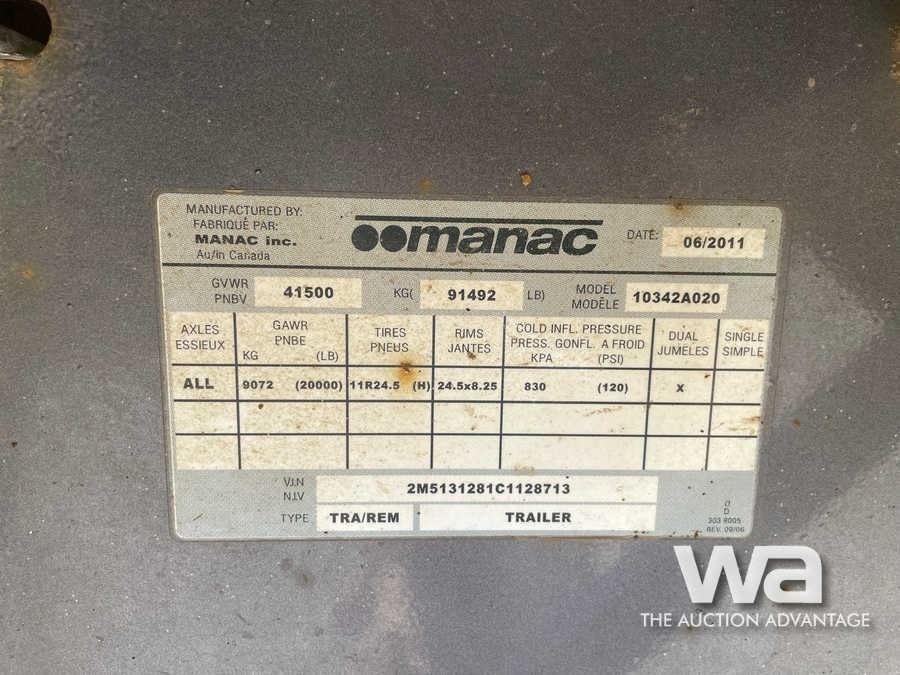 MANUFACTURED BY:
FABRIQUÉ PAR:
MANAC inc.
Au/in Canada
manac
DATE: 06/2011
GVWR
PNBV
41500 KG( 91492 LB)
MODEL
MODÈLE
10342A020
AXLES
ESSIEUX
GAWR
PNBE
KG (LB)
TIRES
PNEUS
RIMS
JANTES
COLD INFL. PRESSURE
PRESS. GONFL. A FROID
KPA (PSI)
DUAL
JUMELES
SINGLE
SIMPLE
ALL 9072 (20000) 11R24.5 (H) 24.5x8.25 830 (120) X
V.I.N
N.I.V
2M5131281C1128713
TYPE TRA/REM TRAILER
303 8005
REV. 09/06
wa
THE AUCTION ADVANTAGE